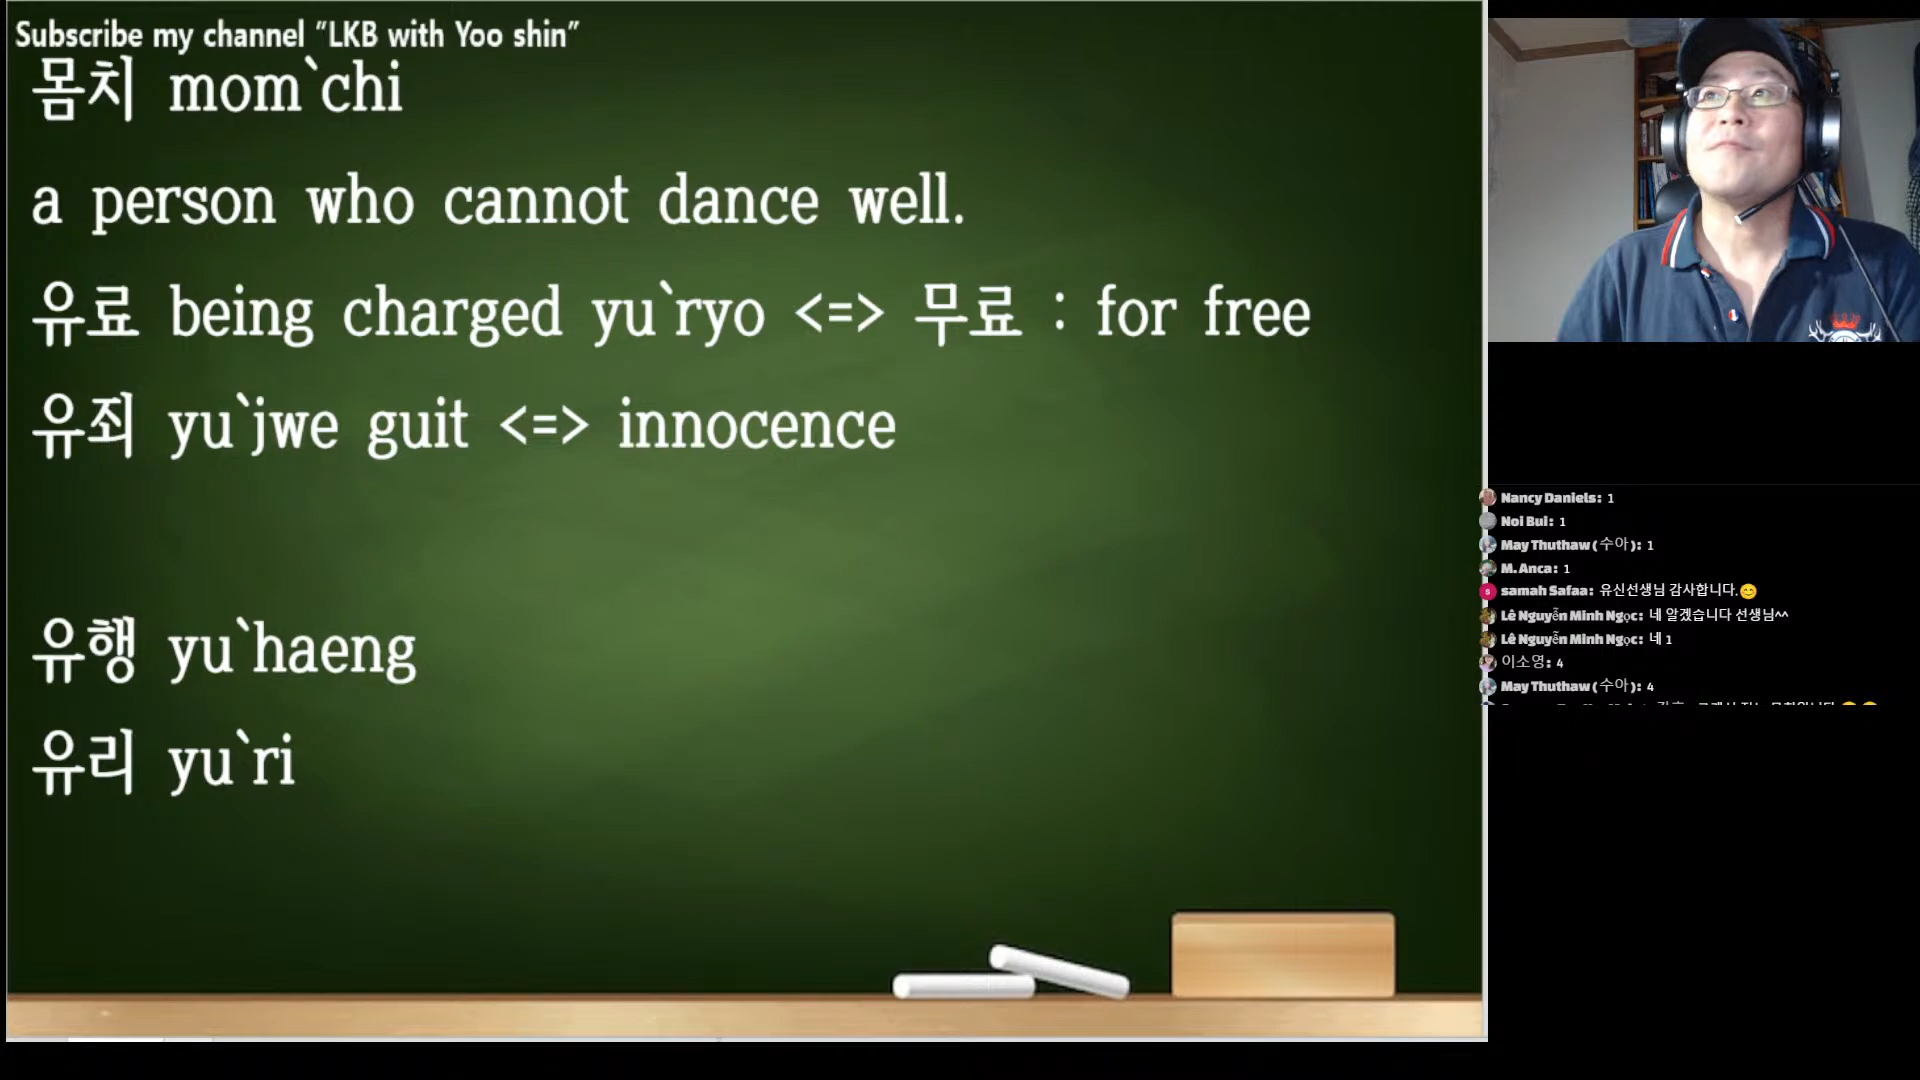 Subscribe my channel “LKB with Yoo shin”
몸치 mom`chi
a person who cannot dance well.
유료 being charged yu`ryo <=> 무료 : for free
유죄 yu`jwe guit <=> innocence
유행 yu`haeng
유리 yu`ri
Nancy Daniels: 1
Noi Bui: 1
May Thuthaw (수아): 1
M. Anca: 1
samah Safaa: 유신선생님 감사합니다.😊
Lê Nguyễn Minh Ngọc: 네 알겠습니다 선생님^^
Lê Nguyễn Minh Ngọc: 네 1
이소영: 4
May Thuthaw (수아): 4